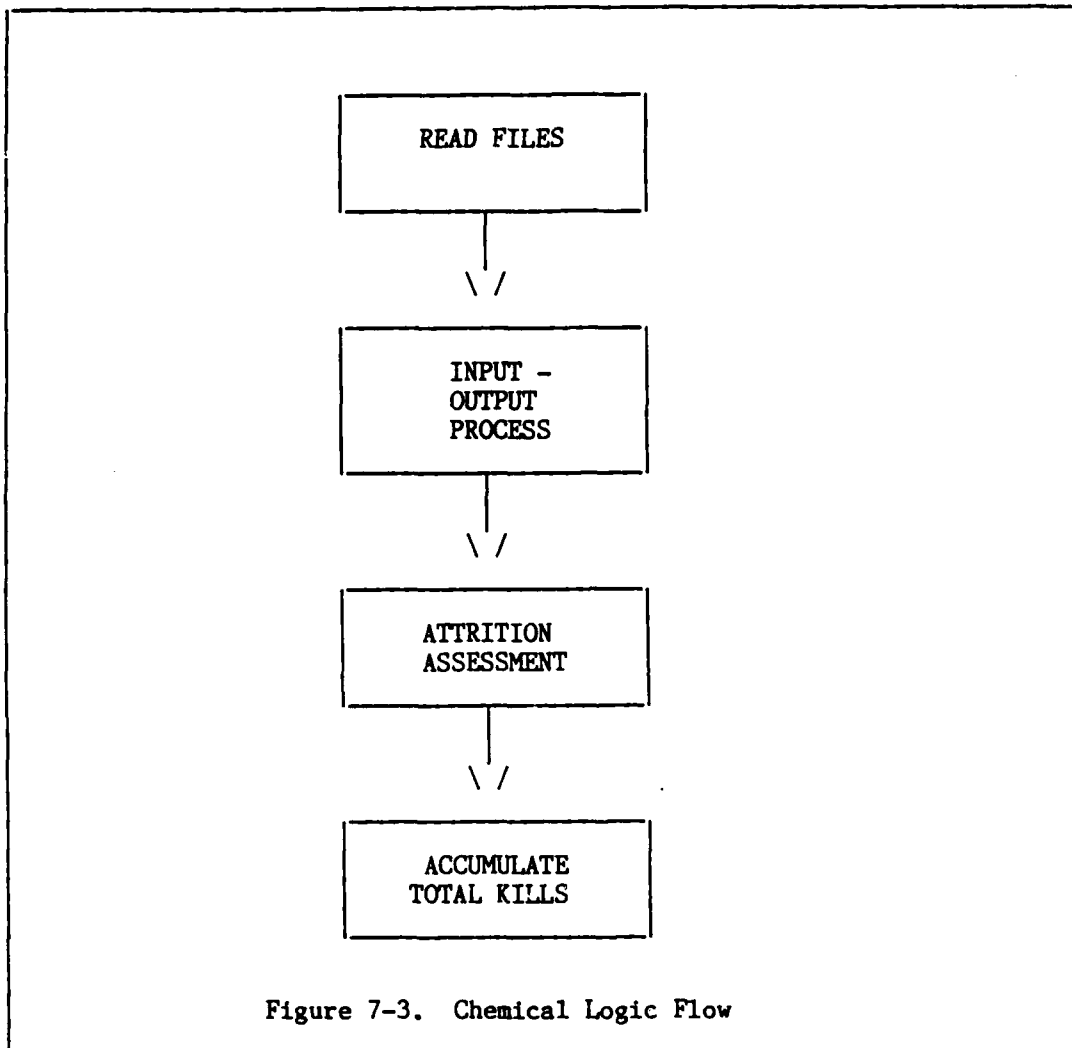 READ FILES
INPUT -
OUTPUT
PROCESS
ATTRITION
ASSESSMENT
ACCUMULATE
TOTAL KILLS
Figure 7-3. Chemical Logic Flow